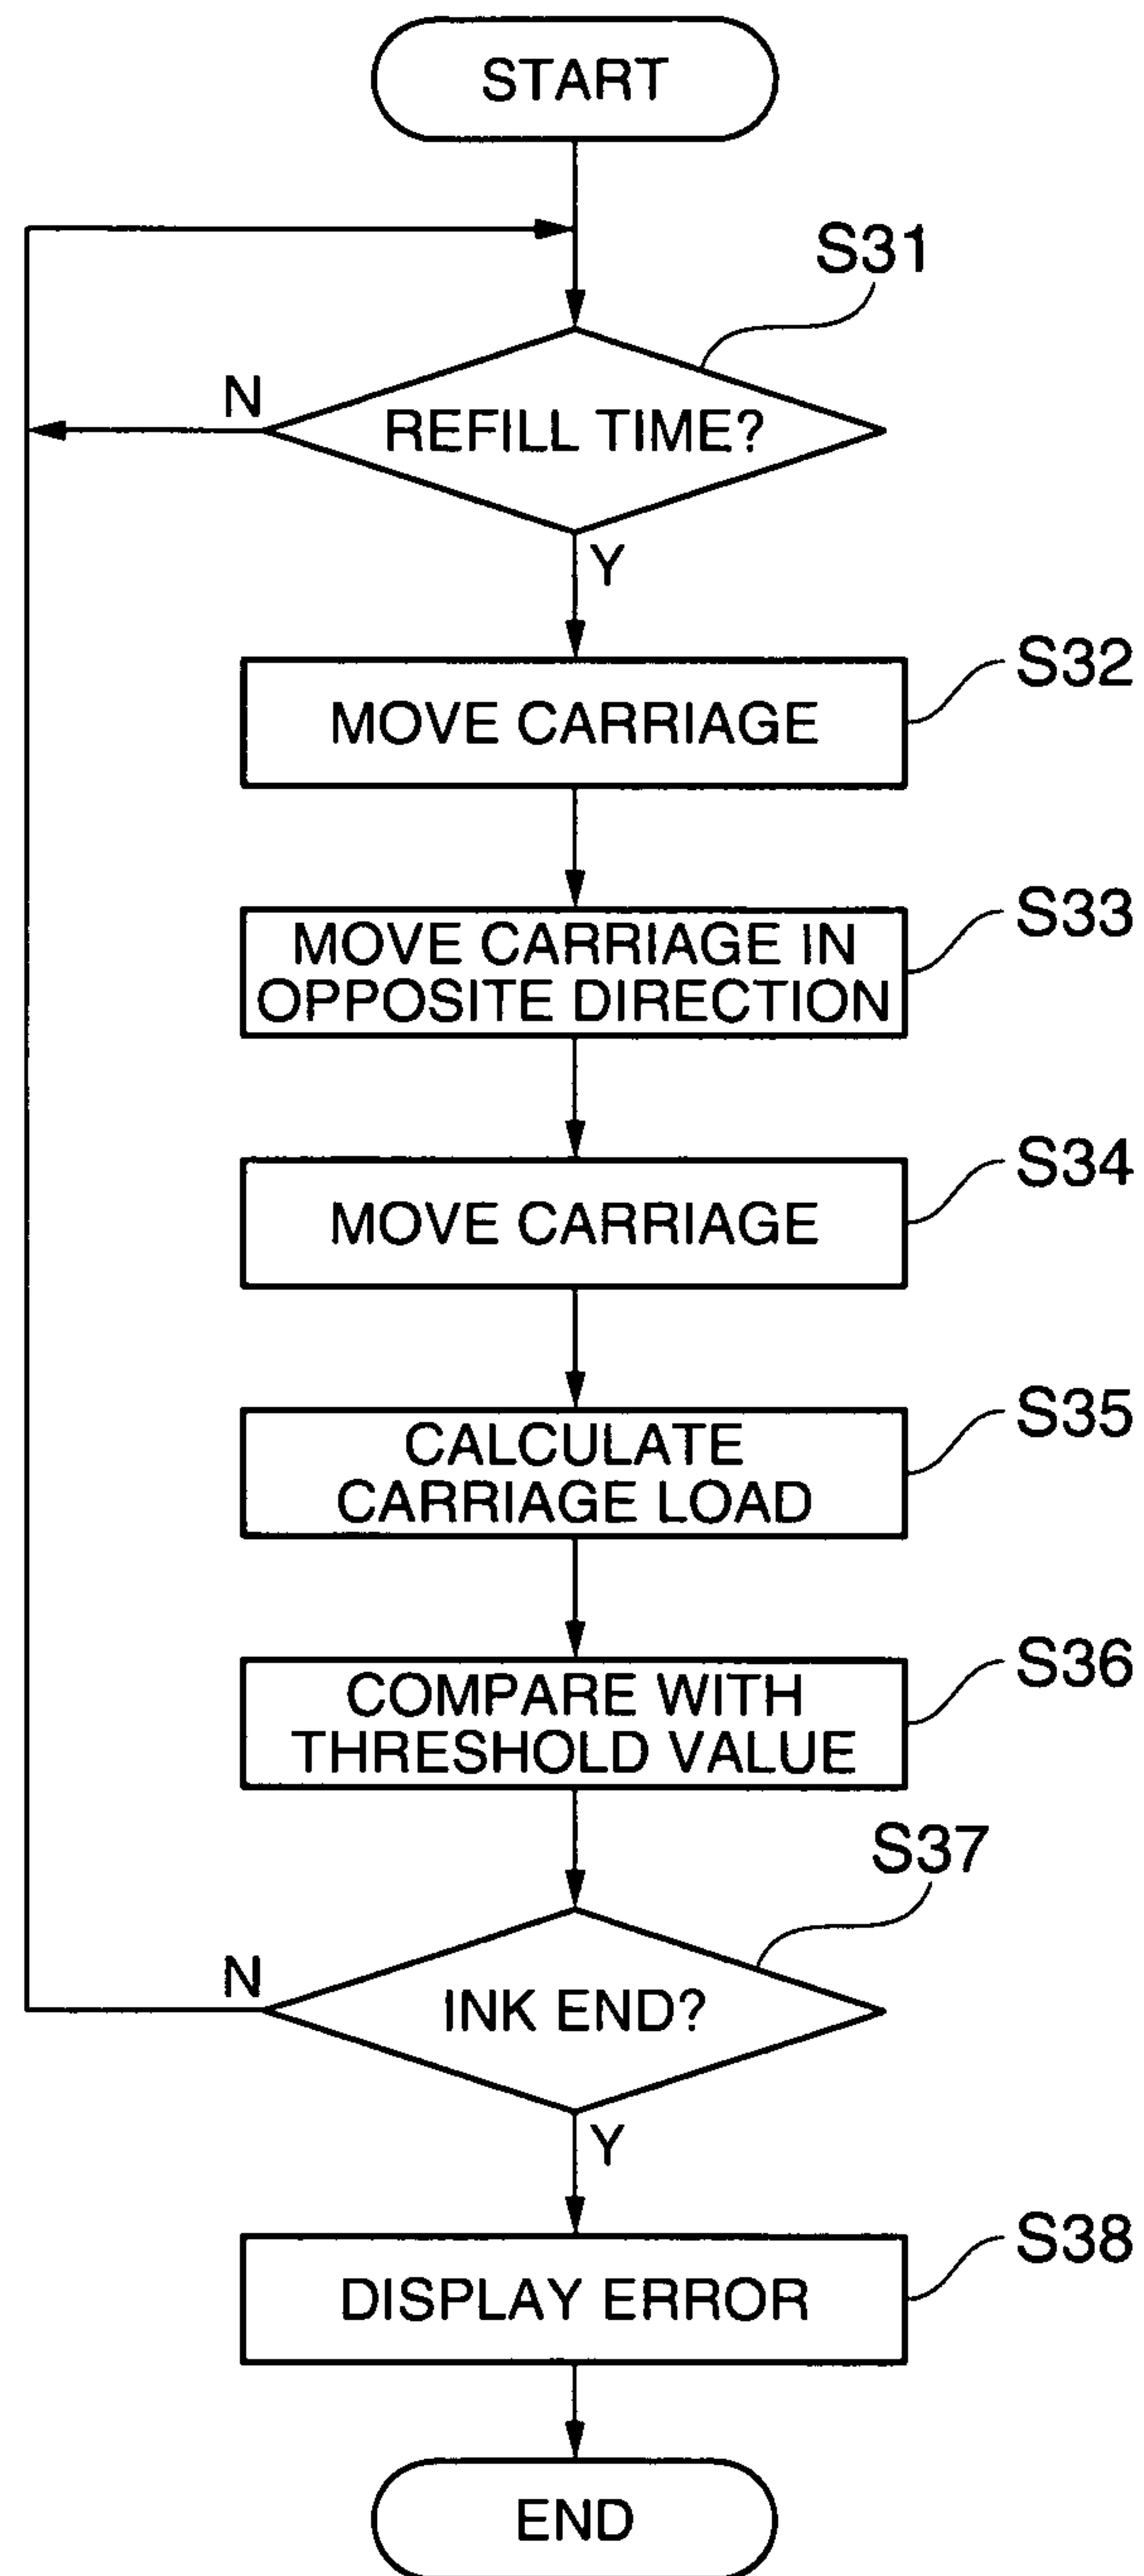 START
S31
N
REFILL TIME?
Y
S32
MOVE CARRIAGE
S33
MOVE CARRIAGE IN
OPPOSITE DIRECTION
S34
MOVE CARRIAGE
S35
CALCULATE
CARRIAGE LOAD
S36
COMPARE WITH
THRESHOLD VALUE
S37
N
INK END?
Y
S38
DISPLAY ERROR
END